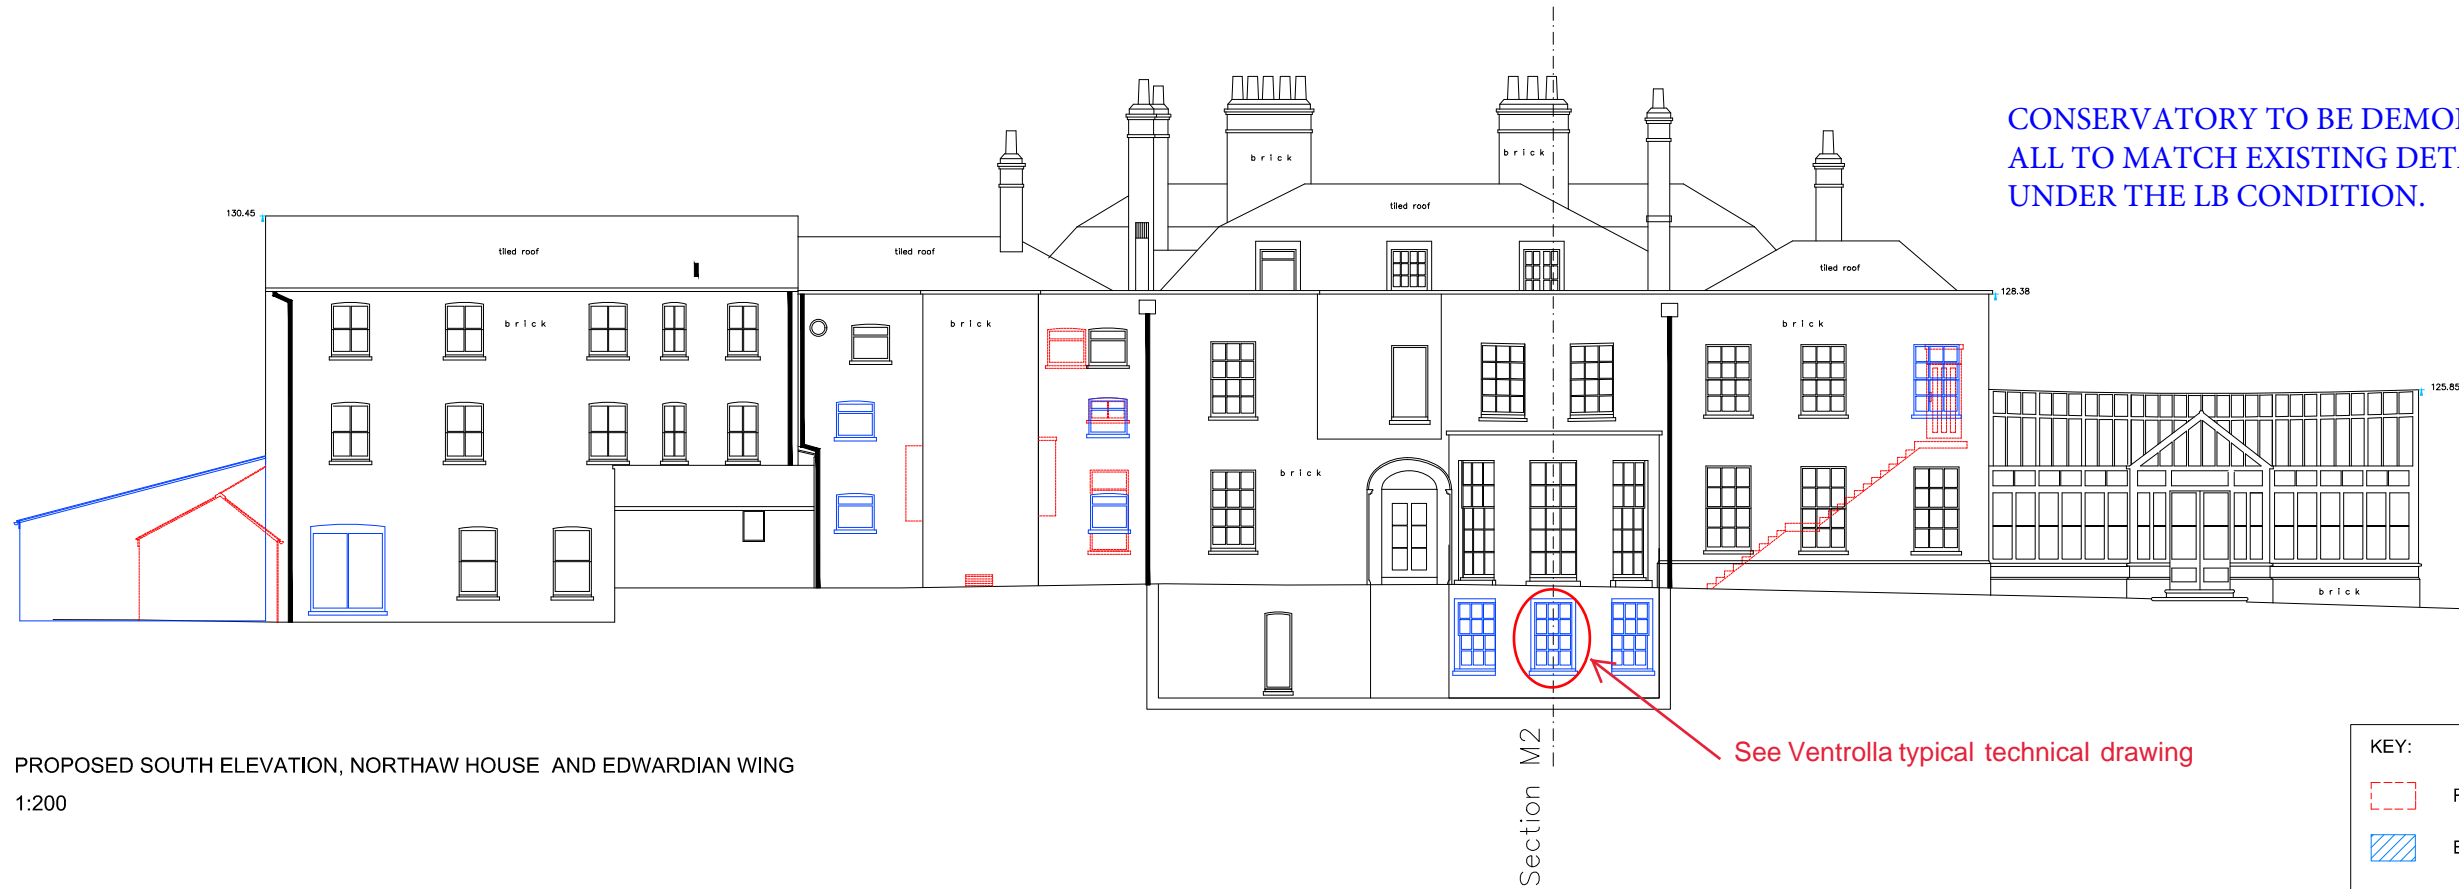 CONSERVATORY TO BE DEMOL
ALL TO MATCH EXISTING DETA
UNDER THE LB CONDITION.
brick
brick
tiled roof
130.45
tiled roof
tiled roof
tiled roof
128.38
brick
brick
brick
125.85
brick
brick
See Ventrolla typical technical drawing
Section M2
PROPOSED SOUTH ELEVATION, NORTHAW HOUSE AND EDWARDIAN WING
1:200
KEY: